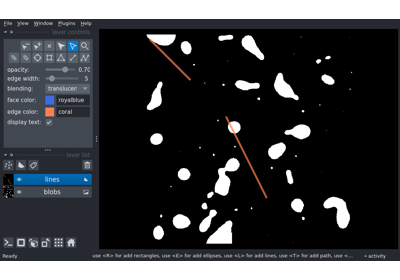 File View Window Plugins Help
layer controls
opacity: 0.70
edge width: 5
blending: translucen
face color: royalblue
edge color: coral
display text:
layer list
lines
blobs
Ready use <R> for add rectangles, use <E> for add ellipses, use <L> for add lines, use <T> for add path, use <... activity